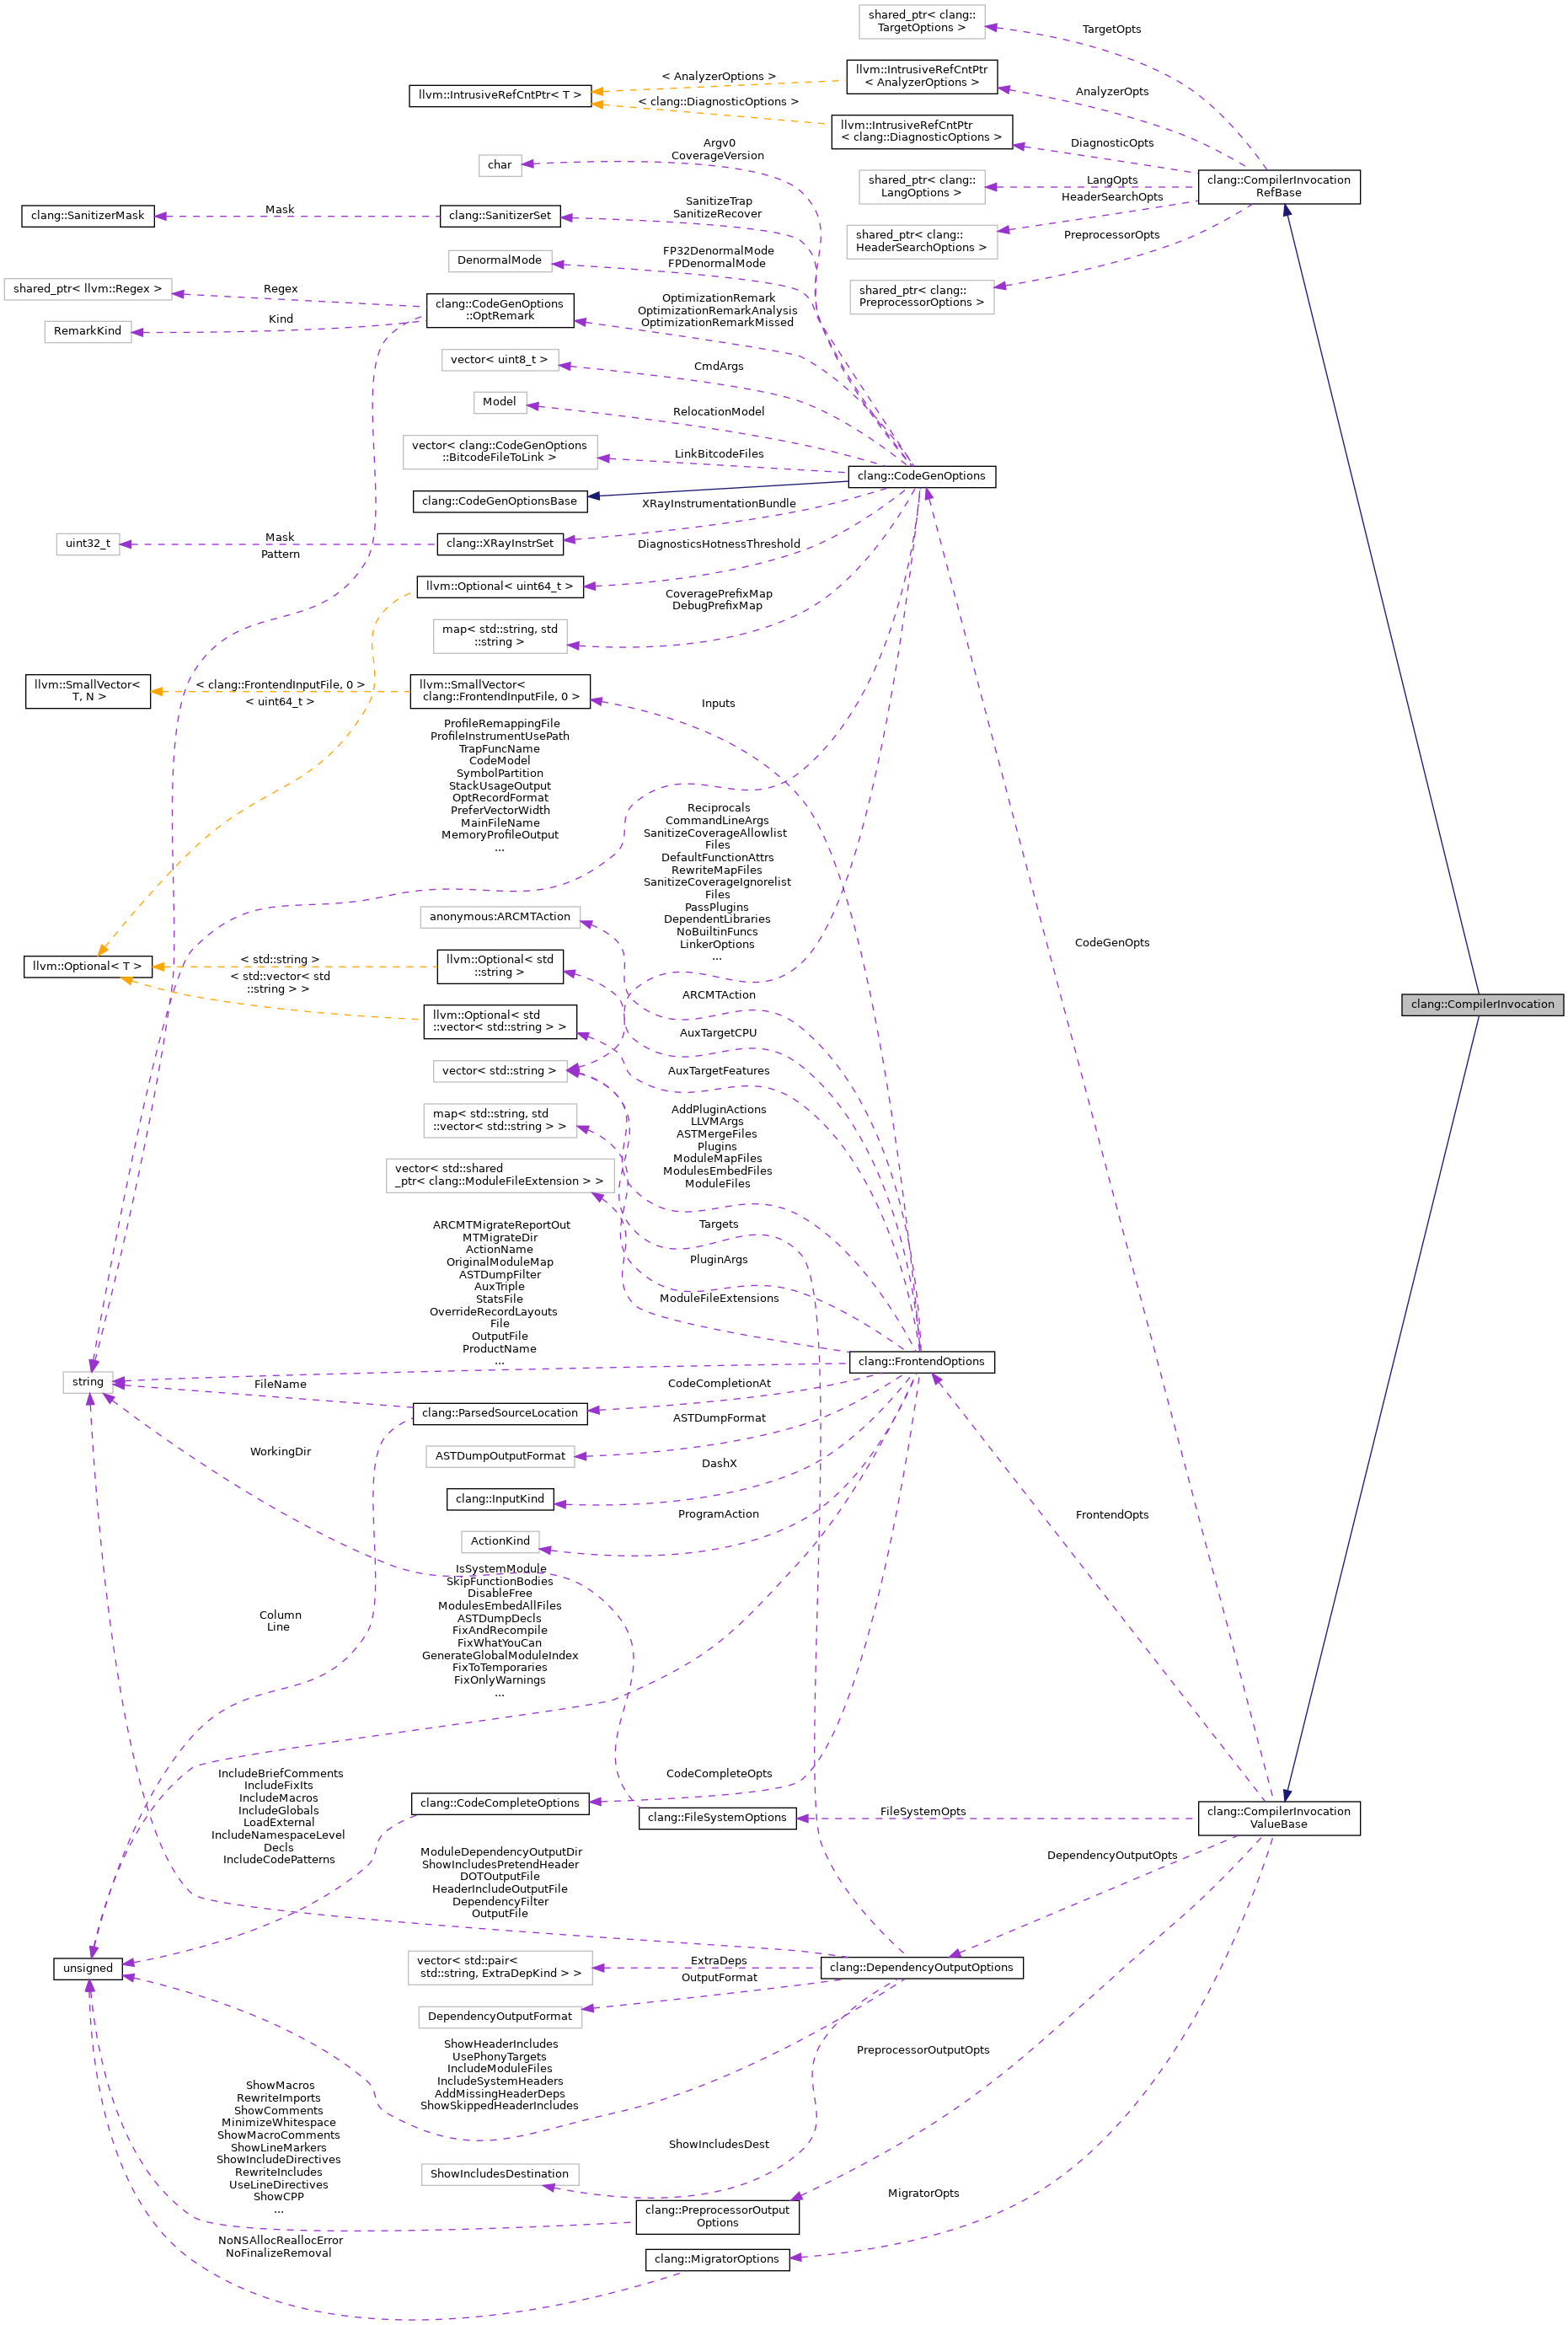 shared_ptr< clang::
TargetOptions >
TargetOpts
llvm::IntrusiveRefCntPtr
< AnalyzerOptions >
< AnalyzerOptions >
llvm::IntrusiveRefCntPtr< T >
AnalyzerOpts
< clang::DiagnosticOptions >
llvm::IntrusiveRefCntPtr
< clang::DiagnosticOptions >
DiagnosticOpts
Argv0
CoverageVersion
char
shared_ptr< clang::
LangOptions >
LangOpts
clang::CompilerInvocation
RefBase
HeaderSearchOpts
SanitizeTrap
SanitizeRecover
clang::SanitizerMask
Mask
clang::SanitizerSet
shared_ptr< clang::
HeaderSearchOptions >
PreprocessorOpts
FP32DenormalMode
FPDenormalMode
DenormalMode
shared_ptr< llvm::Regex >
Regex
shared_ptr< clang::
PreprocessorOptions >
clang::CodeGenOptions
::OptRemark
OptimizationRemark
OptimizationRemarkAnalysis
OptimizationRemarkMissed
RemarkKind
Kind
vector< uint8_t >
CmdArgs
Model
RelocationModel
vector< clang::CodeGenOptions
::BitcodeFileToLink >
LinkBitcodeFiles
clang::CodeGenOptions
clang::CodeGenOptionsBase
XRayInstrumentationBundle
uint32_t
Mask
Pattern
clang::XRayInstrSet
DiagnosticsHotnessThreshold
llvm::Optional< uint64_t >
CoveragePrefixMap
DebugPrefixMap
map< std::string, std
::string >
llvm::SmallVector<
T, N >
< clang::FrontendInputFile, 0 >
< uint64_t >
llvm::SmallVector<
clang::FrontendInputFile, 0 >
Inputs
ProfileRemappingFile
ProfileInstrumentUsePath
TrapFuncName
CodeModel
SymbolPartition
StackUsageOutput
OptRecordFormat
PreferVectorWidth
MainFileName
MemoryProfileOutput
...
Reciprocals
CommandLineArgs
SanitizeCoverageAllowlist
Files
DefaultFunctionAttrs
RewriteMapFiles
SanitizeCoverageIgnorelist
Files
PassPlugins
DependentLibraries
NoBuiltinFuncs
LinkerOptions
...
anonymous:ARCMTAction
CodeGenOpts
llvm::Optional< T >
< std::string >
< std::vector< std
::string > >
llvm::Optional< std
::string >
ARCMTAction
clang::CompilerInvocation
llvm::Optional< std
::vector< std::string > >
AuxTargetCPU
vector< std::string >
AuxTargetFeatures
map< std::string, std
::vector< std::string > >
AddPluginActions
LLVMArgs
ASTMergeFiles
Plugins
ModuleMapFiles
ModulesEmbedFiles
ModuleFiles
vector< std::shared
_ptr< clang::ModuleFileExtension > >
Targets
PluginArgs
ModuleFileExtensions
ARCMTMigrateReportOut
MTMigrateDir
ActionName
OriginalModuleMap
ASTDumpFilter
AuxTriple
StatsFile
OverrideRecordLayouts
File
OutputFile
ProductName
...
clang::FrontendOptions
string
FileName
CodeCompletionAt
clang::ParsedSourceLocation
ASTDumpFormat
WorkingDir
ASTDumpOutputFormat
DashX
clang::InputKind
ProgramAction
FrontendOpts
ActionKind
IsSystemModule
SkipFunctionBodies
DisableFree
ModulesEmbedAllFiles
ASTDumpDecls
FixAndRecompile
FixWhatYouCan
GenerateGlobalModuleIndex
FixToTemporaries
FixOnlyWarnings
...
Column
Line
IncludeBriefComments
IncludeFixIts
IncludeMacros
IncludeGlobals
LoadExternal
IncludeNamespaceLevel
Decls
IncludeCodePatterns
CodeCompleteOpts
clang::CodeCompleteOptions
clang::FileSystemOptions
FileSystemOpts
clang::CompilerInvocation
ValueBase
ModuleDependencyOutputDir
ShowIncludesPretendHeader
DOTOutputFile
HeaderIncludeOutputFile
DependencyFilter
OutputFile
DependencyOutputOpts
unsigned
vector< std::pair<
std::string, ExtraDepKind > >
ExtraDeps
OutputFormat
clang::DependencyOutputOptions
DependencyOutputFormat
ShowHeaderIncludes
UsePhonyTargets
IncludeModuleFiles
IncludeSystemHeaders
AddMissingHeaderDeps
ShowSkippedHeaderIncludes
PreprocessorOutputOpts
ShowMacros
RewriteImports
ShowComments
MinimizeWhitespace
ShowMacroComments
ShowLineMarkers
ShowIncludeDirectives
RewriteIncludes
UseLineDirectives
ShowCPP
...
ShowIncludesDest
ShowIncludesDestination
MigratorOpts
clang::PreprocessorOutput
Options
NoNSAllocReallocError
NoFinalizeRemoval
clang::MigratorOptions